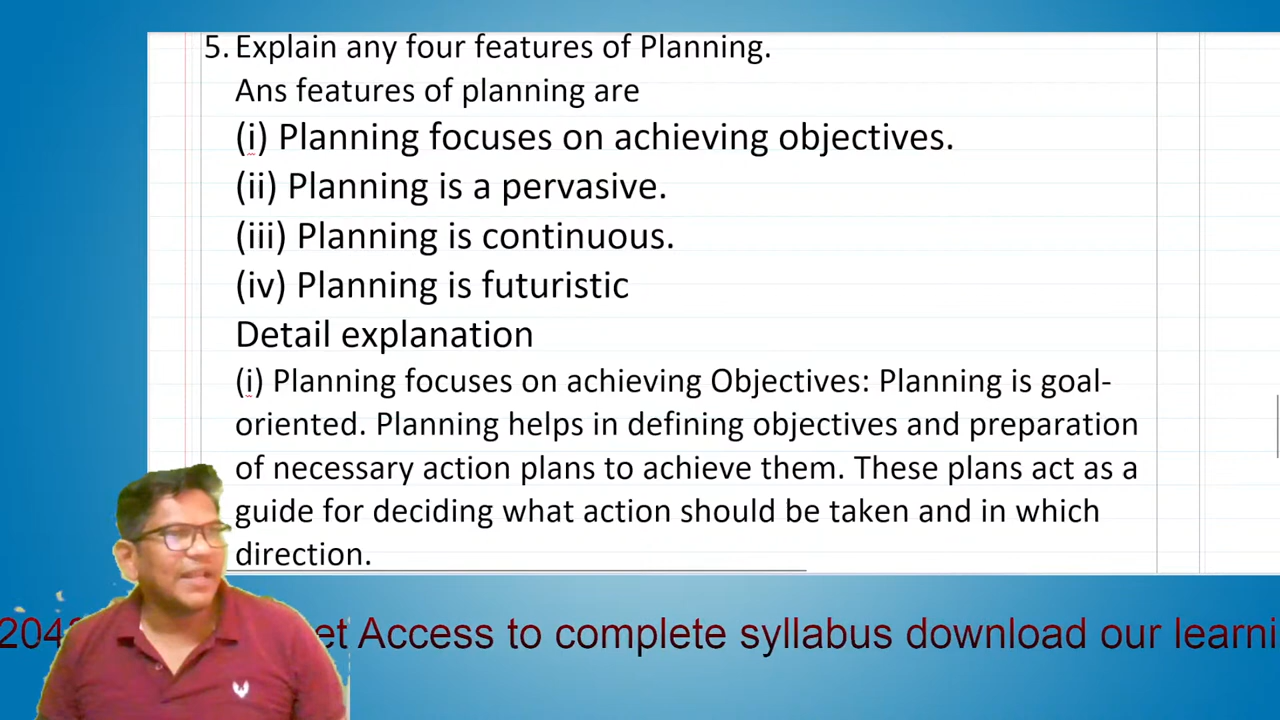 5. Explain any four features of Planning.
Ans features of planning are
(i) Planning focuses on achieving objectives.
(ii) Planning is a pervasive.
(iii) Planning is continuous.
(iv) Planning is futuristic
Detail explanation
(i) Planning focuses on achieving Objectives: Planning is goal-
oriented. Planning helps in defining objectives and preparation
of necessary action plans to achieve them. These plans act as a
guide for deciding what action should be taken and in which
direction.
Access to complete syllabus download our